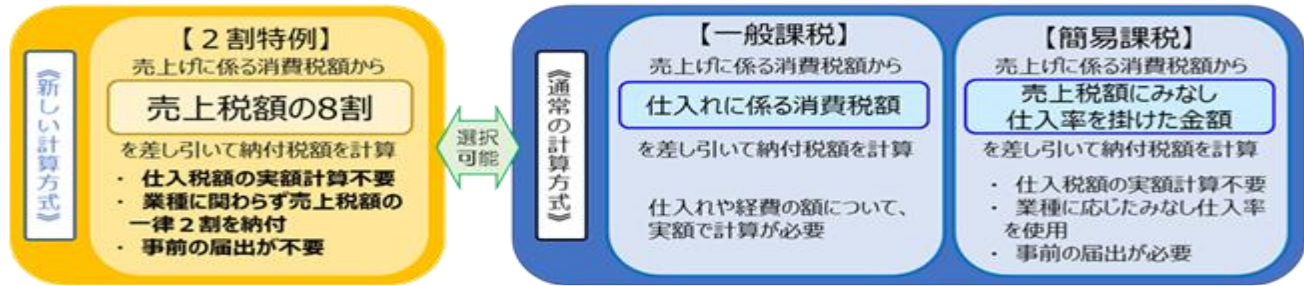 《新しい計算方式》
【２割特例】
売上げに係る消費税額から
売上税額の8割
を差し引いて納付税額を計算
・ 仕入税額の実額計算不要
・ 業種に関わらず売上税額の
一律２割を納付
・ 事前の届出が不要
選択
可能
《通常の計算方式》
【一般課税】
売上げに係る消費税額から
仕入れに係る消費税額
を差し引いて納付税額を計算
仕入れや経費の額について、
実額で計算が必要
【簡易課税】
売上げに係る消費税額から
売上税額にみなし
仕入率を掛けた金額
を差し引いて納付税額を計算
・ 仕入税額の実額計算不要
・ 業種に応じたみなし仕入率
を使用
・ 事前の届出が必要